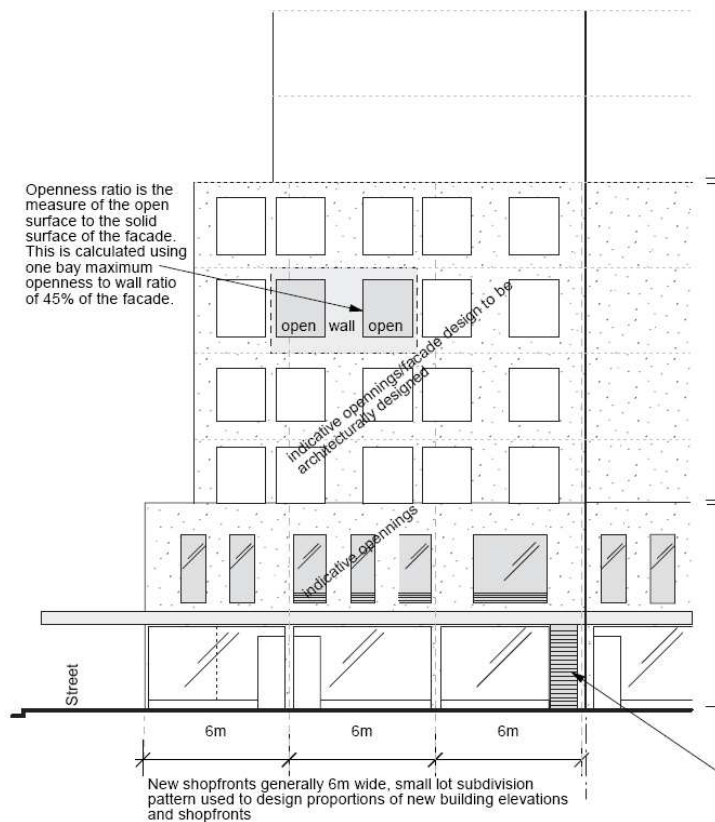 Openness ratio is the
measure of the open
surface to the solid
surface of the facade.
This is calculated using
one bay maximum
openness to wall ratio
of 45% of the facade.
open wall open
indicative opennings/facade design to be
architecturally designed
indicative opennings
Street
6m 6m 6m
New shopfronts generally 6m wide, small lot subdivision
pattern used to design proportions of new building elevations
and shopfronts